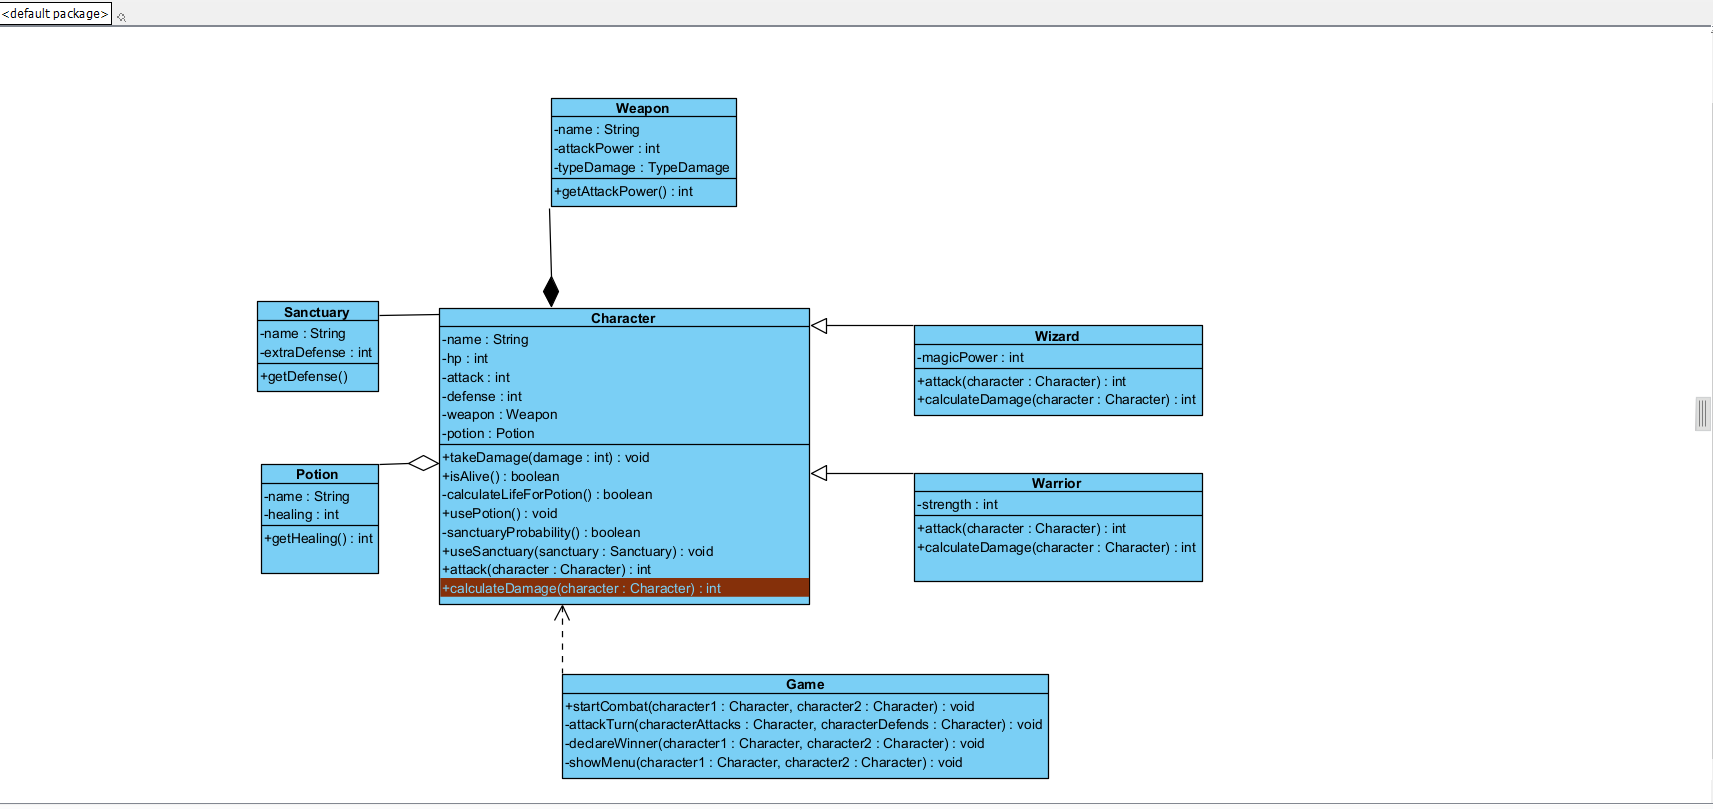 <default package>
Weapon
-name : String
-attackPower : int
-typeDamage : TypeDamage
+getAttackPower() : int
Sanctuary
-name : String
-extraDefense : int
+getDefense()
Character
-name : String
-hp : int
-attack : int
-defense : int
-weapon : Weapon
-potion : Potion
+takeDamage(damage : int) : void
+isAlive() : boolean
-calculateLifeForPotion() : boolean
+usePotion() : void
-sanctuaryProbability() : boolean
+useSanctuary(sanctuary : Sanctuary) : void
+attack(character : Character) : int
+calculateDamage(character : Character) : int
Wizard
-magicPower : int
+attack(character : Character) : int
+calculateDamage(character : Character) : int
Potion
-name : String
-healing : int
+getHealing() : int
Warrior
-strength : int
+attack(character : Character) : int
+calculateDamage(character : Character) : int
Game
+startCombat(character1 : Character, character2 : Character) : void
-attackTurn(characterAttacks : Character, characterDefends : Character) : void
-declareWinner(character1 : Character, character2 : Character) : void
-showMenu(character1 : Character, character2 : Character) : void